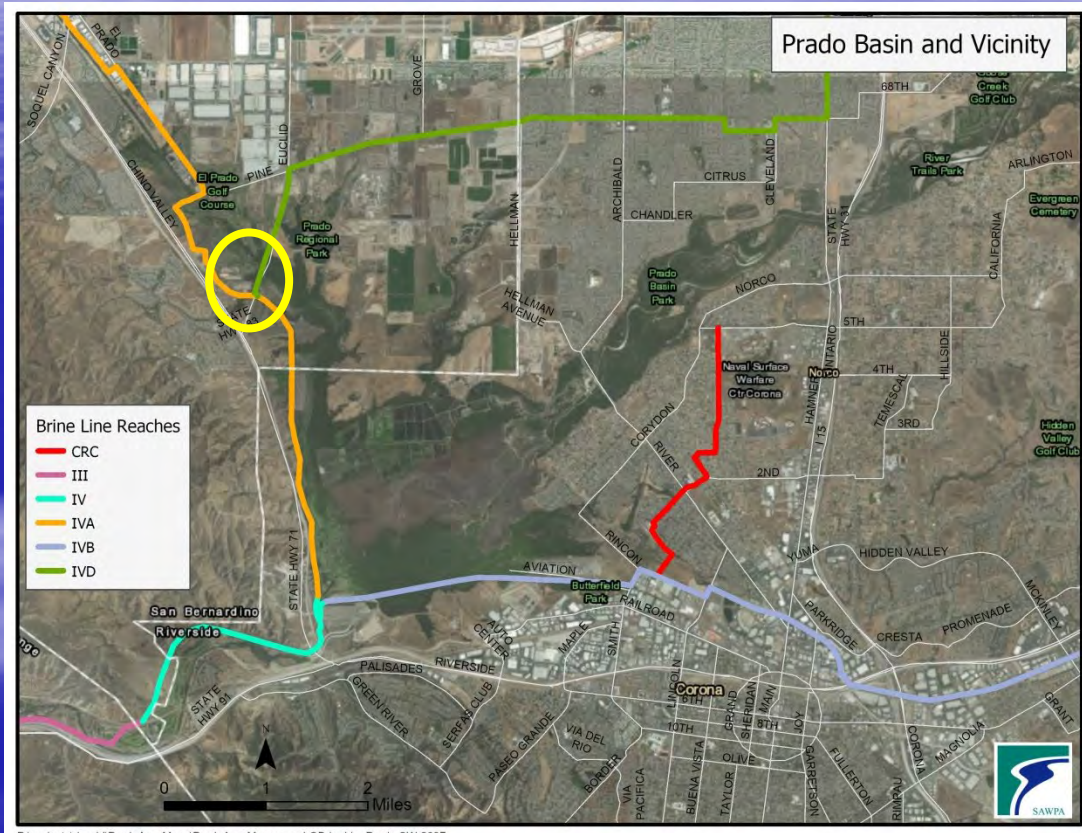 Prado Basin and Vicinity
EL PRADO
SOQUEL CANYON
GROVE
68TH
Creek
Golf Club
EUCLID
PINE
El Prado
Golf
Course
CHINO VALLEY
Prado
Regional
Park
HELLMAN
ARCHIBALD
CITRUS
CLEVELAND
CHANDLER
STATE HWY 31
River
Trails Park
ARLINGTON
Evergreen
Cemetery
CALIFORNIA
Prado
Basin
Park
NORCO
HELLMAN
AVENUE
STATE
5TH
Naval Surface
Warfare
Ctr Corona
HAMNER
ONTARIO
Norco
4TH
HILLSIDE
TEMESCAL
3RD
I 15
Hidden
Valley
Golf Club
CORYDON
RIVER
2ND
Brine Line Reaches
CRC
III
IV
IVA
IVB
IVD
STATE HWY 71
RINCON
YUMA
HIDDEN VALLEY
AVIATION
Butterfield
Park
RAILROAD
PARKRIDGE
PROMENADE
MCKINLEY
CRESTA
San Bernardino
Riverside
AUTO
CENTER
MAPLE
SMITH
PALISADES
RIVERSIDE
STATE
HWY 91
GREEN RIVER
SERFAS CLUB
PASEO GRANDE
LINCOLN
Corona
6TH
GRAND
SHERIDAN
MAIN
JOY
8TH
10TH
OLIVE
VIA DEL
RIO
BORDER
VIA
PACIFICA
BUENA VISTA
TAYLOR
GARRETSON
FULLERTON
CORONA
RIMPAU
MAGNOLIA
GRANT
N
0 1 2
Miles
SAWPA